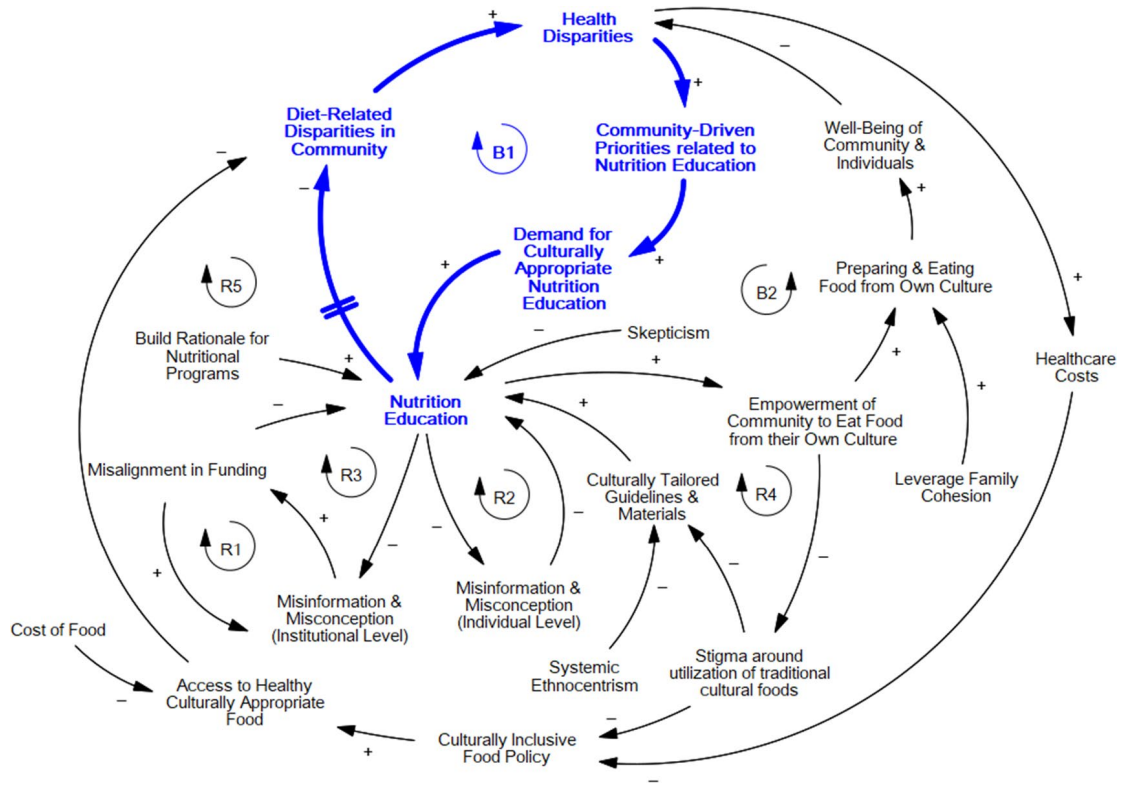 Health
Disparities
+
+
−
Diet-Related
Disparities in
Community
−
B1
Community-Driven
Priorities related to
Nutrition Education
Well-Being of
Community &
Individuals
−
+
Demand for
Culturally
Appropriate
Nutrition
Education
+
+
R5
B2
Preparing & Eating
Food from Own Culture
+
Build Rationale for
Nutritional
Programs
+
−
Skepticism
+
+
Healthcare
Costs
Nutrition
Education
−
+
+
Empowerment of
Community to Eat Food
from their Own Culture
Misalignment in Funding
R3
R2
Culturally Tailored
Guidelines &
Materials
R4
Leverage Family
Cohesion
+
−
−
−
R1
+
−
−
−
Misinformation &
Misconception
(Institutional Level)
Misinformation &
Misconception
(Individual Level)
Cost of Food
Systemic
Ethnocentrism
Stigma around
utilization of traditional
cultural foods
−
Access to Healthy
Culturally Appropriate
Food
−
+
Culturally Inclusive
Food Policy
−